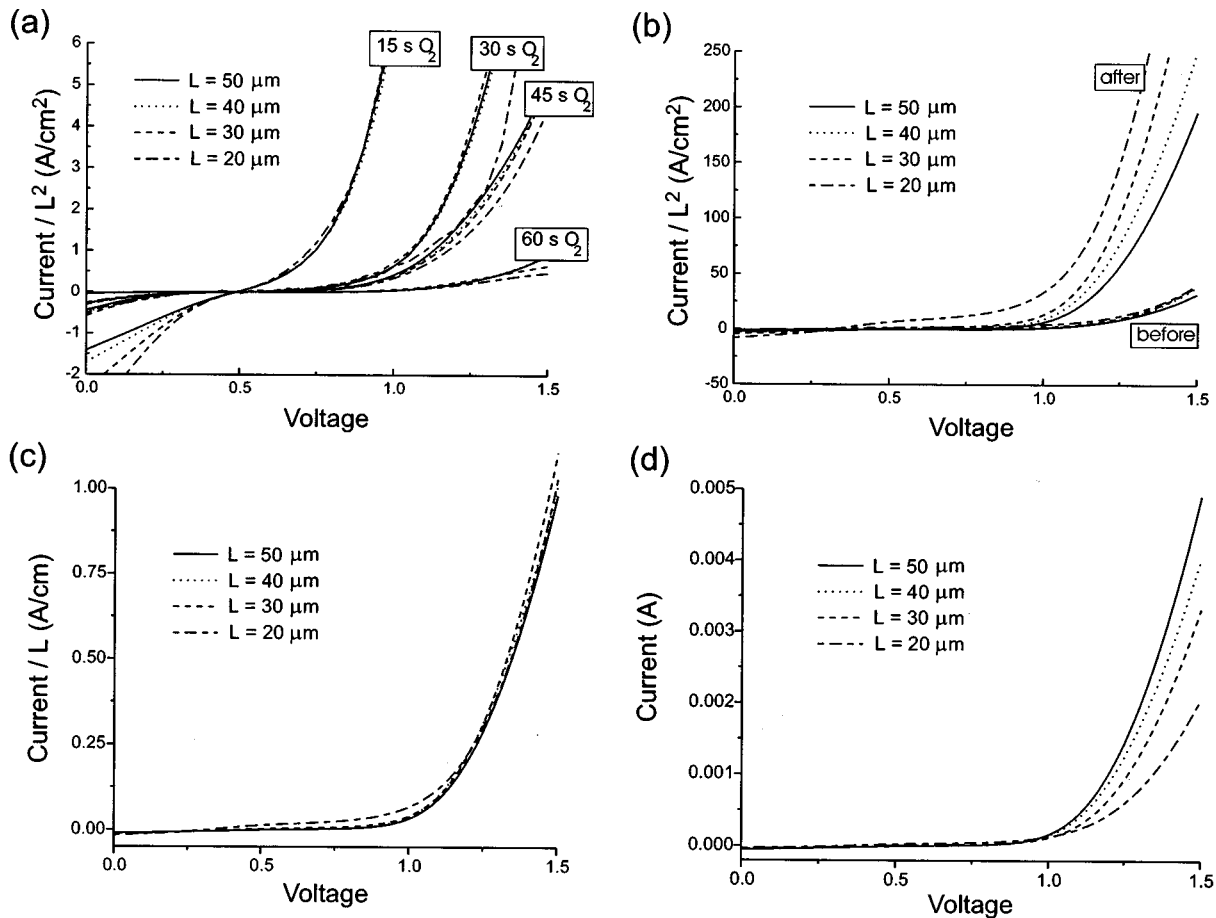 (a)
Current / L² (A/cm²)
6
5
4
3
2
1
0
-1
-2
15 s O₂
30 s O₂
45 s O₂
60 s O₂
L = 50 μm
L = 40 μm
L = 30 μm
L = 20 μm
0.0 0.5 1.0 1.5
Voltage
(b)
Current / L² (A/cm²)
250
200
150
100
50
0
-50
after
before
L = 50 μm
L = 40 μm
L = 30 μm
L = 20 μm
0.0 0.5 1.0 1.5
Voltage
(c)
Current / L (A/cm)
1.00
0.75
0.50
0.25
0.00
L = 50 μm
L = 40 μm
L = 30 μm
L = 20 μm
0.0 0.5 1.0 1.5
Voltage
(d)
Current (A)
0.005
0.004
0.003
0.002
0.001
0.000
L = 50 μm
L = 40 μm
L = 30 μm
L = 20 μm
0.0 0.5 1.0 1.5
Voltage